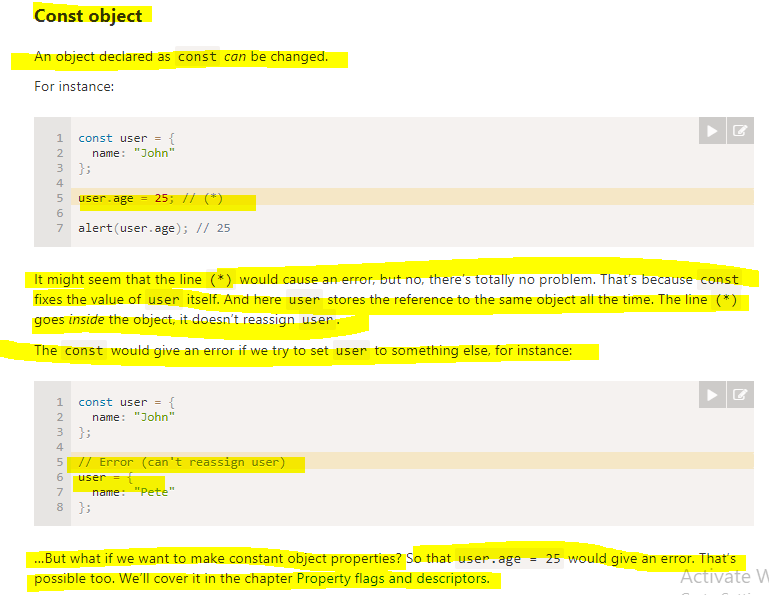 Const object
An object declared as const can be changed.
For instance:
1 const user = {
2   name: "John"
3 };
4
5 user.age = 25; // (*)
6
7 alert(user.age); // 25
It might seem that the line (*) would cause an error, but no, there's totally no problem. That's because const
fixes the value of user itself. And here user stores the reference to the same object all the time. The line (*)
goes inside the object, it doesn't reassign user.
The const would give an error if we try to set user to something else, for instance:
1 const user = {
2   name: "John"
3 };
4
5 // Error (can't reassign user)
6 user = {
7   name: "Pete"
8 };
…But what if we want to make constant object properties? So that user.age = 25 would give an error. That's
possible too. We'll cover it in the chapter Property flags and descriptors.
Activate W